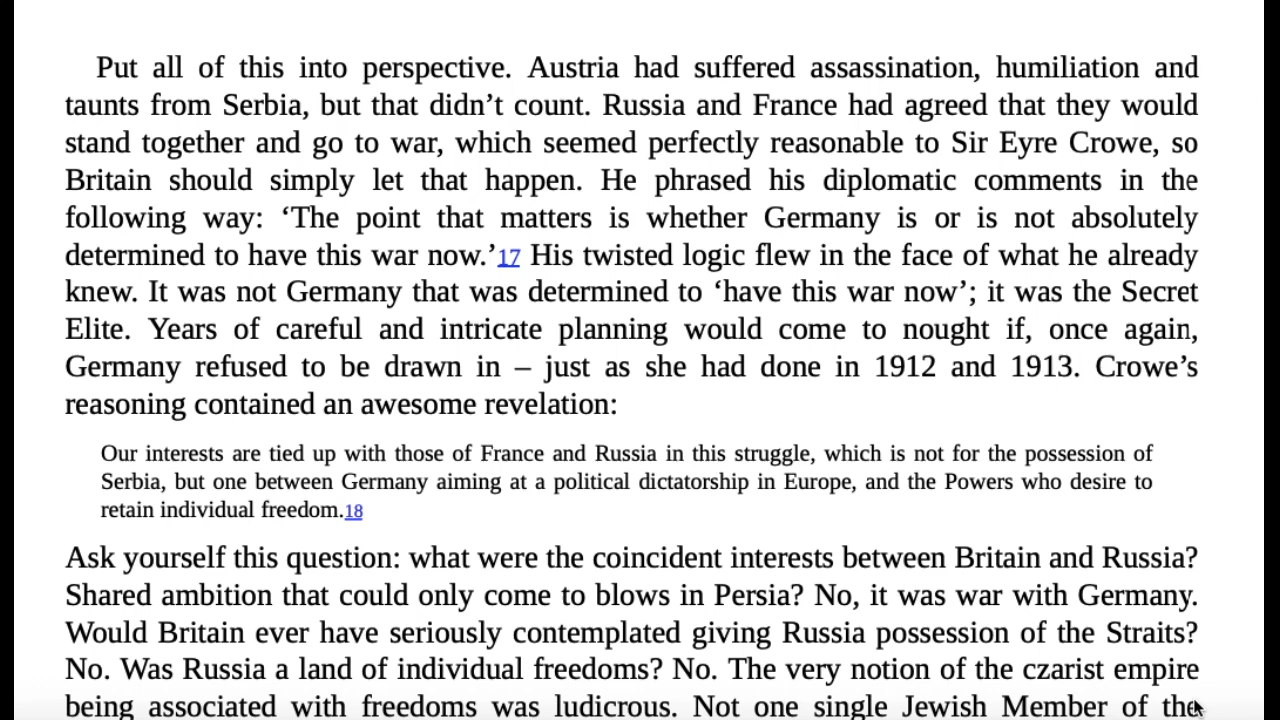 Put all of this into perspective. Austria had suffered assassination, humiliation and
taunts from Serbia, but that didn’t count. Russia and France had agreed that they would
stand together and go to war, which seemed perfectly reasonable to Sir Eyre Crowe, so
Britain should simply let that happen. He phrased his diplomatic comments in the
following way: ‘The point that matters is whether Germany is or is not absolutely
determined to have this war now.’17 His twisted logic flew in the face of what he already
knew. It was not Germany that was determined to ‘have this war now’; it was the Secret
Elite. Years of careful and intricate planning would come to nought if, once again,
Germany refused to be drawn in – just as she had done in 1912 and 1913. Crowe’s
reasoning contained an awesome revelation:
Our interests are tied up with those of France and Russia in this struggle, which is not for the possession of
Serbia, but one between Germany aiming at a political dictatorship in Europe, and the Powers who desire to
retain individual freedom.18
Ask yourself this question: what were the coincident interests between Britain and Russia?
Shared ambition that could only come to blows in Persia? No, it was war with Germany.
Would Britain ever have seriously contemplated giving Russia possession of the Straits?
No. Was Russia a land of individual freedoms? No. The very notion of the czarist empire
being associated with freedoms was ludicrous. Not one single Jewish Member of the